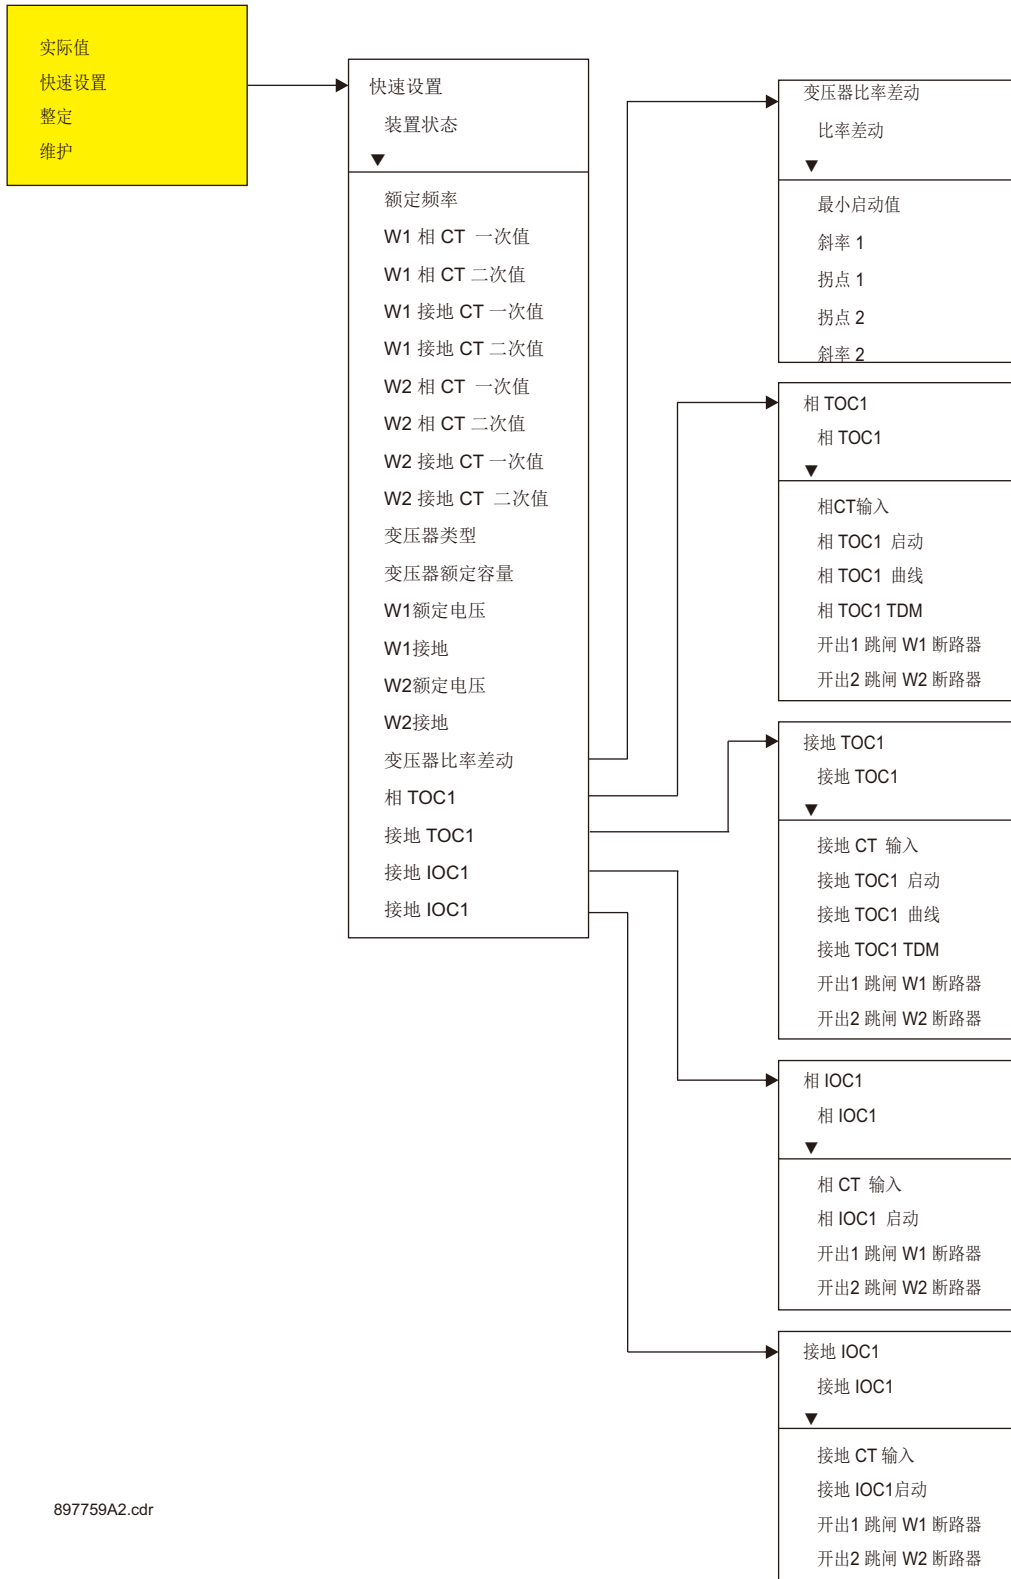 实际值
快速设置
整定
维护
快速设置
装置状态
▼
额定频率
W1 相 CT 一次值
W1 相 CT 二次值
W1 接地 CT 一次值
W1 接地 CT 二次值
W2 相 CT 一次值
W2 相 CT 二次值
W2 接地 CT 一次值
W2 接地 CT 二次值
变压器类型
变压器额定容量
W1额定电压
W1接地
W2额定电压
W2接地
变压器比率差动
相 TOC1
接地 TOC1
接地 IOC1
接地 IOC1
变压器比率差动
比率差动
▼
最小启动值
斜率 1
拐点 1
拐点 2
斜率 2
相 TOC1
相 TOC1
▼
相CT输入
相 TOC1 启动
相 TOC1 曲线
相 TOC1 TDM
开出1 跳闸 W1 断路器
开出2 跳闸 W2 断路器
接地 TOC1
接地 TOC1
▼
接地 CT 输入
接地 TOC1 启动
接地 TOC1 曲线
接地 TOC1 TDM
开出1 跳闸 W1 断路器
开出2 跳闸 W2 断路器
相 IOC1
相 IOC1
▼
相 CT 输入
相 IOC1 启动
开出1 跳闸 W1 断路器
开出2 跳闸 W2 断路器
接地 IOC1
接地 IOC1
▼
接地 CT 输入
接地 IOC1启动
开出1 跳闸 W1 断路器
开出2 跳闸 W2 断路器
897759A2.cdr